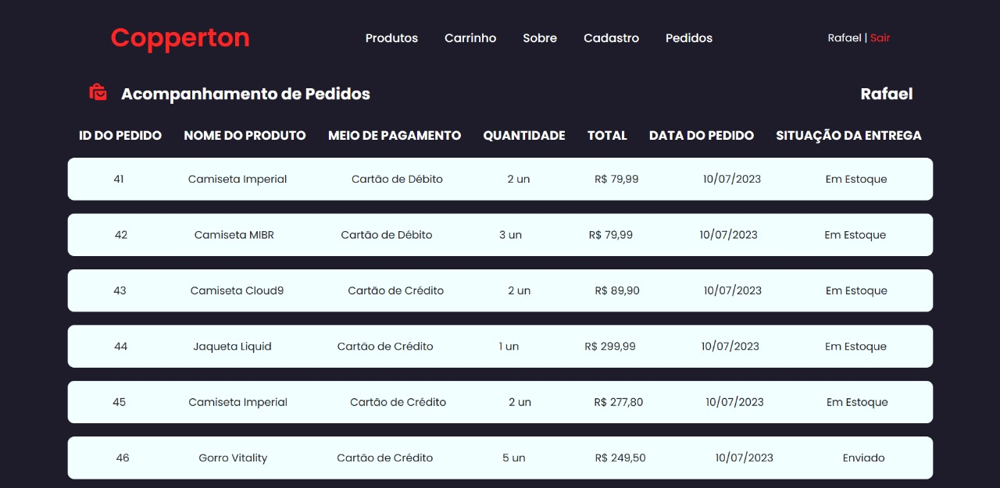 Copperton Produtos Carrinho Sobre Cadastro Pedidos Rafael | Sair
Acompanhamento de Pedidos Rafael
ID DO PEDIDO NOME DO PRODUTO MEIO DE PAGAMENTO QUANTIDADE TOTAL DATA DO PEDIDO SITUAÇÃO DA ENTREGA
41 Camiseta Imperial Cartão de Débito 2 un R$ 79,99 10/07/2023 Em Estoque
42 Camiseta MIBR Cartão de Débito 3 un R$ 79,99 10/07/2023 Em Estoque
43 Camiseta Cloud9 Cartão de Crédito 2 un R$ 89,90 10/07/2023 Em Estoque
44 Jaqueta Liquid Cartão de Crédito 1 un R$ 299,99 10/07/2023 Em Estoque
45 Camiseta Imperial Cartão de Crédito 2 un R$ 277,80 10/07/2023 Em Estoque
46 Gorro Vitality Cartão de Crédito 5 un R$ 249,50 10/07/2023 Enviado